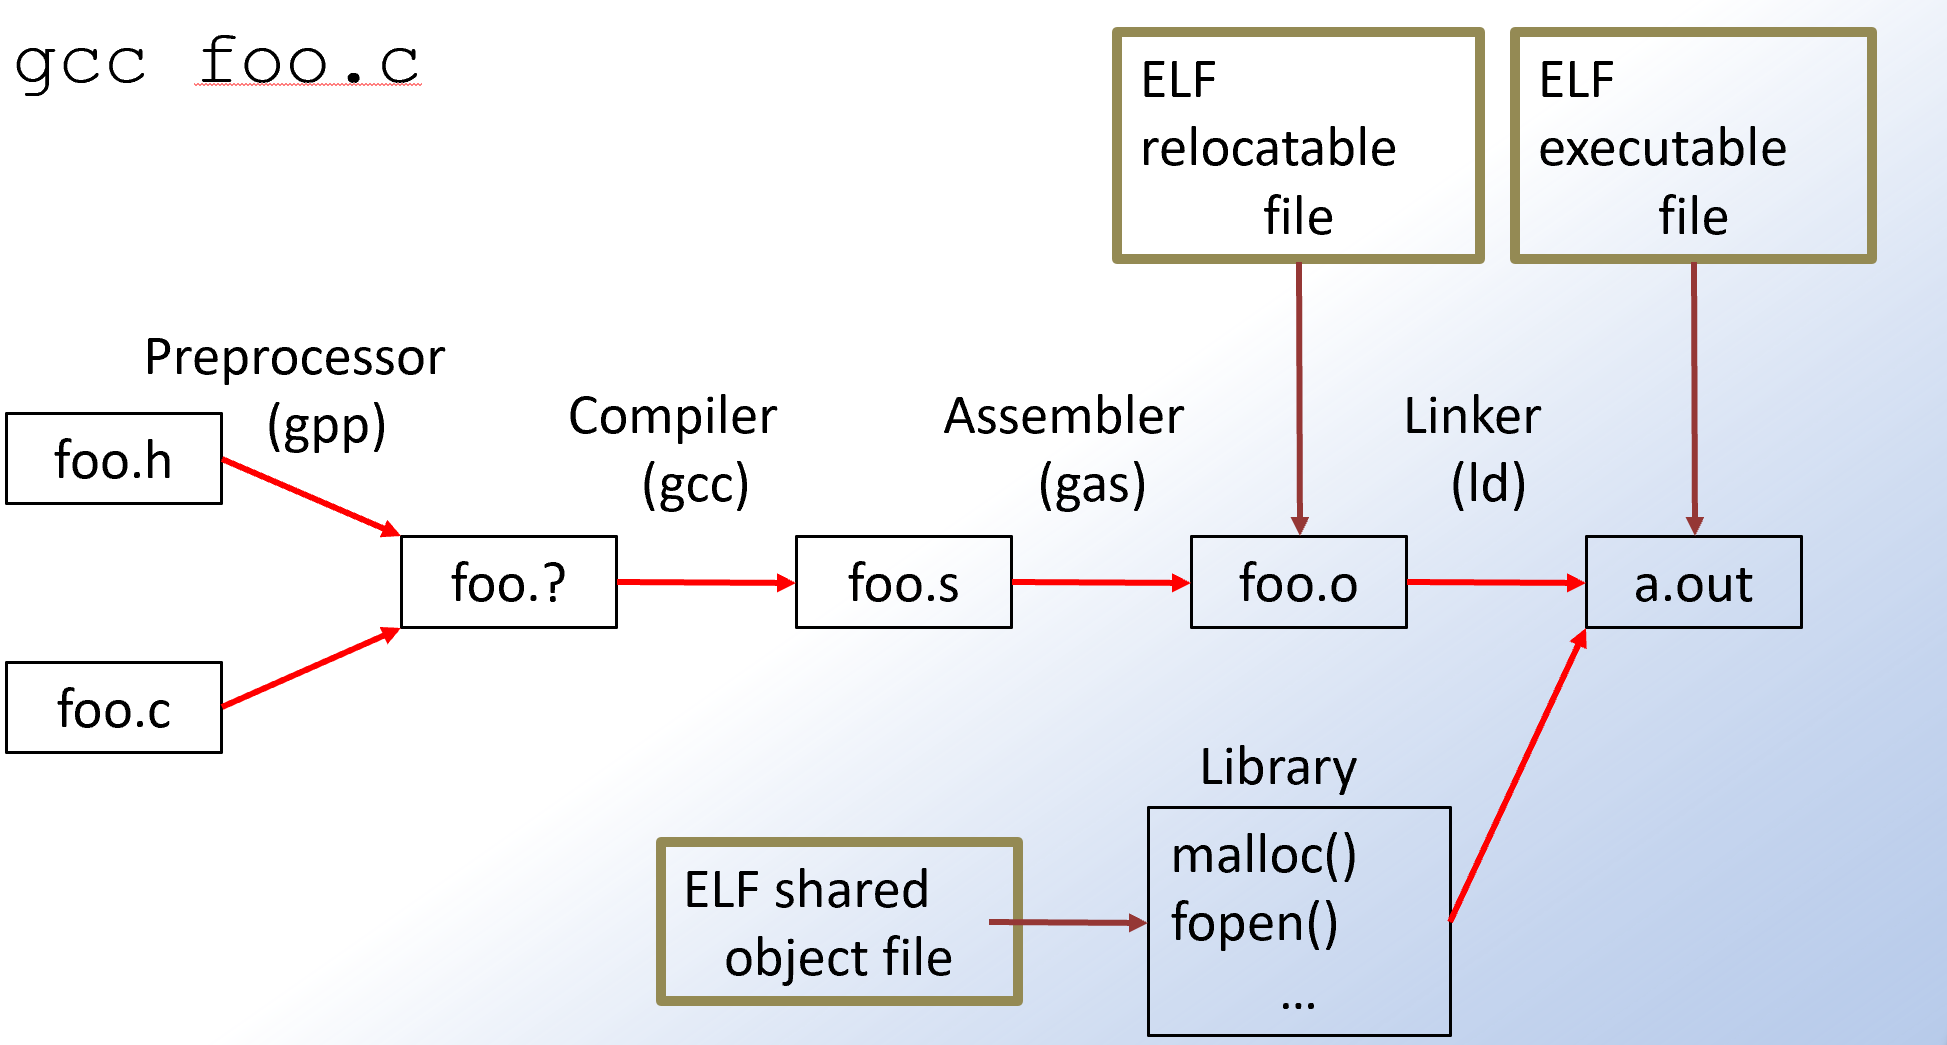 gcc foo.c
ELF
relocatable
file
ELF
executable
file
Preprocessor
(gpp)
Compiler
(gcc)
Assembler
(gas)
Linker
(ld)
foo.h
foo.c
foo.?
foo.s
foo.o
a.out
Library
malloc()
fopen()
...
ELF shared
object file